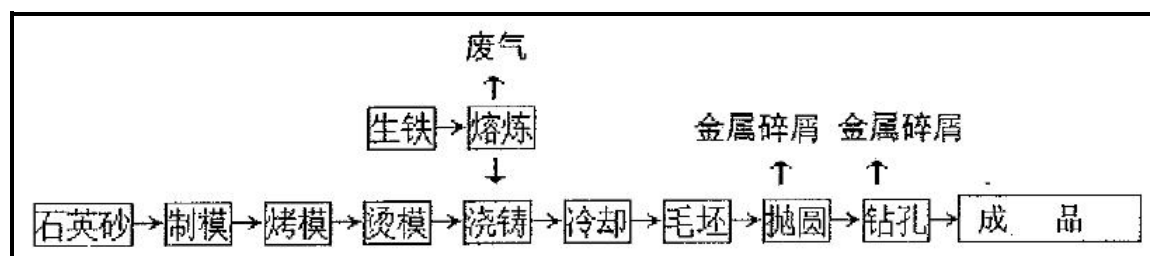 废气
生铁→熔炼 金属碎屑 金属碎屑
石英砂→制模→烤模→烫模→浇铸→冷却→毛坯→抛圆→钻孔→成 品